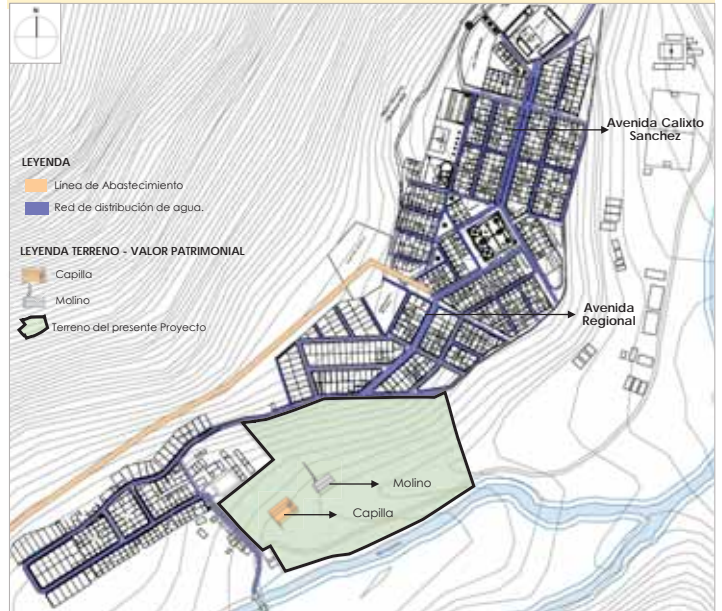 N
Avenida Calixto
Sanchez
LEYENDA
Línea de Abastecimiento
Red de distribución de agua.
LEYENDA TERRENO - VALOR PATRIMONIAL
Capilla
Molino
Terreno del presente Proyecto
Avenida
Regional
Molino
Capilla